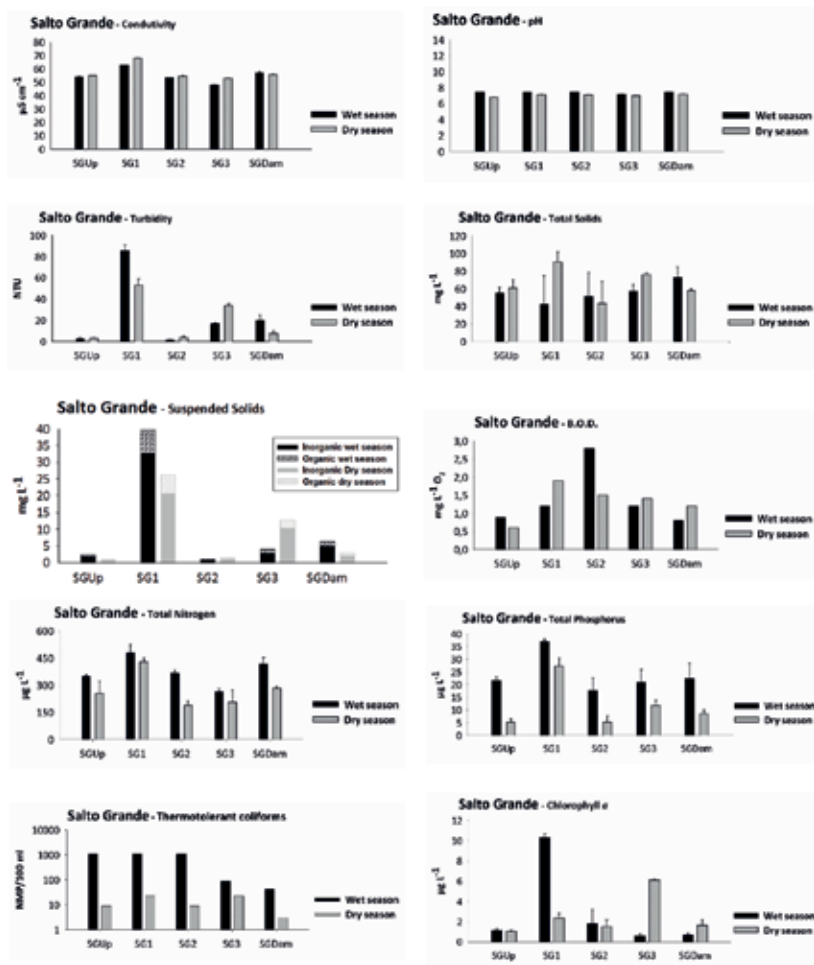 Salto Grande - Condutivity
µS cm⁻¹
80
70
60
50
40
30
20
10
0
SGUp SG1 SG2 SG3 SGDam
Wet season
Dry season
Salto Grande - pH
14
12
10
8
6
4
2
0
SGUp SG1 SG2 SG3 SGDam
Wet season
Dry season
Salto Grande - Turbidity
NTU
100
80
60
40
20
0
SGUp SG1 SG2 SG3 SGDam
Wet season
Dry season
Salto Grande - Total Solids
mg L⁻¹
120
100
80
60
40
20
0
SGUp SG1 SG2 SG3 SGDam
Wet season
Dry season
Salto Grande - Suspended Solids
mg L⁻¹
40
35
30
25
20
15
10
5
0
SGUp SG1 SG2 SG3 SGDam
Inorganic wet season
Organic wet season
Inorganic Dry season
Organic dry season
Salto Grande - B.O.D.
mg L⁻¹ O₂
3,0
2,5
2,0
1,5
1,0
0,5
0,0
SGUp SG1 SG2 SG3 SGDam
Wet season
Dry season
Salto Grande - Total Nitrogen
µg L⁻¹
600
450
300
150
0
SGUp SG1 SG2 SG3 SGDam
Wet season
Dry season
Salto Grande - Total Phosphorus
µg L⁻¹
40
35
30
25
20
15
10
5
0
SGUp SG1 SG2 SG3 SGDam
Wet season
Dry season
Salto Grande - Thermotolerant coliforms
NMP/100 ml
10000
1000
100
10
1
SGUp SG1 SG2 SG3 SGDam
Wet season
Dry season
Salto Grande - Chlorophyll a
µg L⁻¹
12
10
8
6
4
2
0
SGUp SG1 SG2 SG3 SGDam
Wet season
Dry season